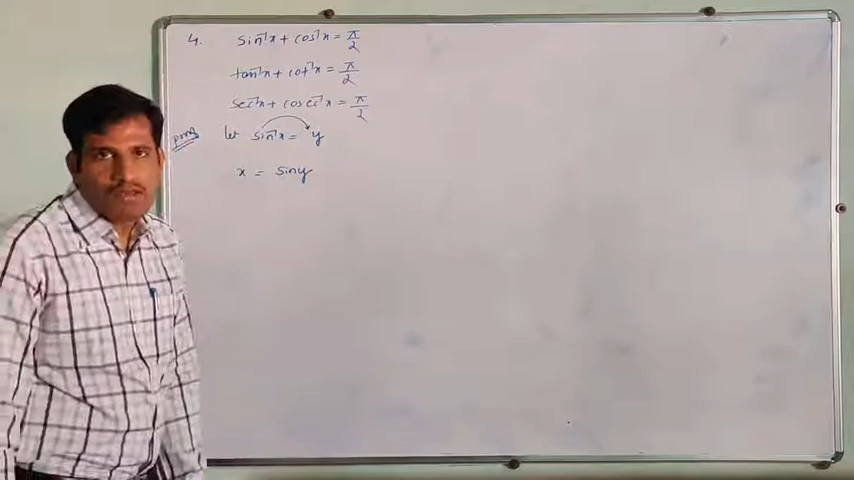 4. sin⁻¹x + cos⁻¹x = π/2
tan⁻¹x + cot⁻¹x = π/2
sec⁻¹x + cosec⁻¹x = π/2
proof let sin⁻¹x = y
x = siny